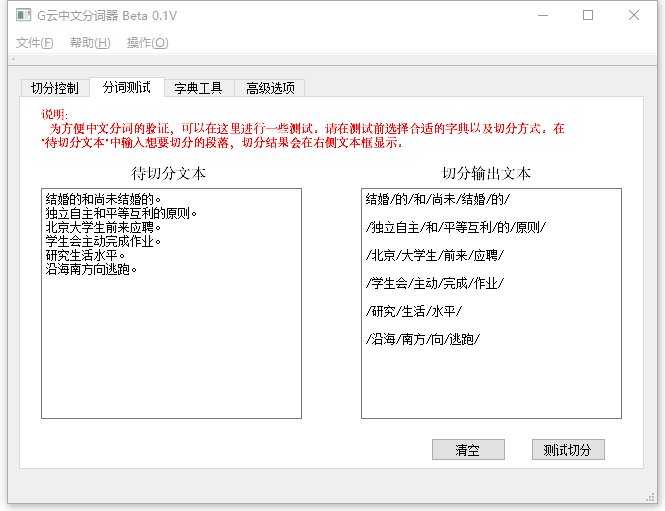 G云中文分词器 Beta 0.1V
文件(F) 帮助(H) 操作(O)
切分控制 分词测试 字典工具 高级选项
说明:
为方便中文分词的验证，可以在这里进行一些测试。请在测试前选择合适的字典以及切分方式。在
"待切分文本"中输入想要切分的段落，切分结果会在右侧文本框显示。
待切分文本
结婚的和尚未结婚的。
独立自主和平等互利的原则。
北京大学生前来应聘。
学生会主动完成作业。
研究生活水平。
沿海南方向逃跑。
切分输出文本
结婚/的/和/尚未/结婚/的/
/独立自主/和/平等互利/的/原则/
/北京/大学生/前来/应聘/
/学生会/主动/完成/作业/
/研究/生活/水平/
/沿海/南方/向/逃跑/
清空 测试切分